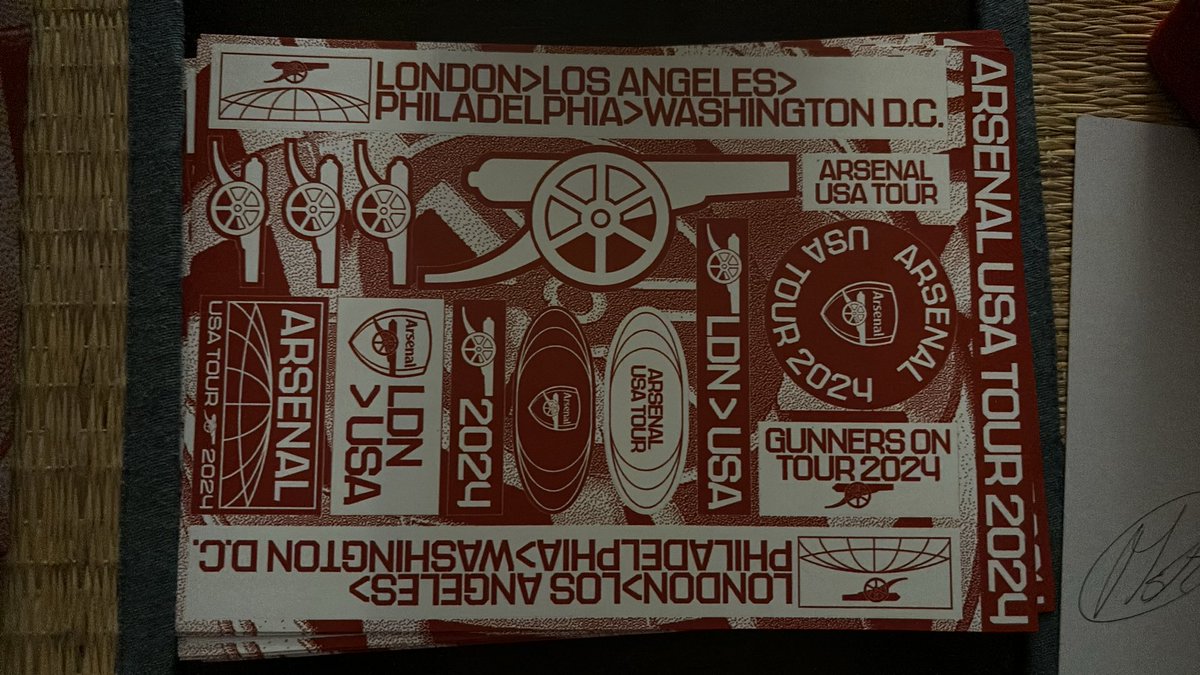 LONDON>LOS ANGELES>
PHILADELPHIA>WASHINGTON D.C.
ARSENAL
USA TOUR
ARSENAL USA TOUR 2024
ARSENAL
USA TOUR 2024
Arsenal
ARSENAL
USA TOUR 2024
Arsenal
LDN
>USA
2024
Arsenal
ARSENAL
USA TOUR
LDN>USA
GUNNERS ON
TOUR 2024
LONDON>LOS ANGELES>
PHILADELPHIA>WASHINGTON D.C.